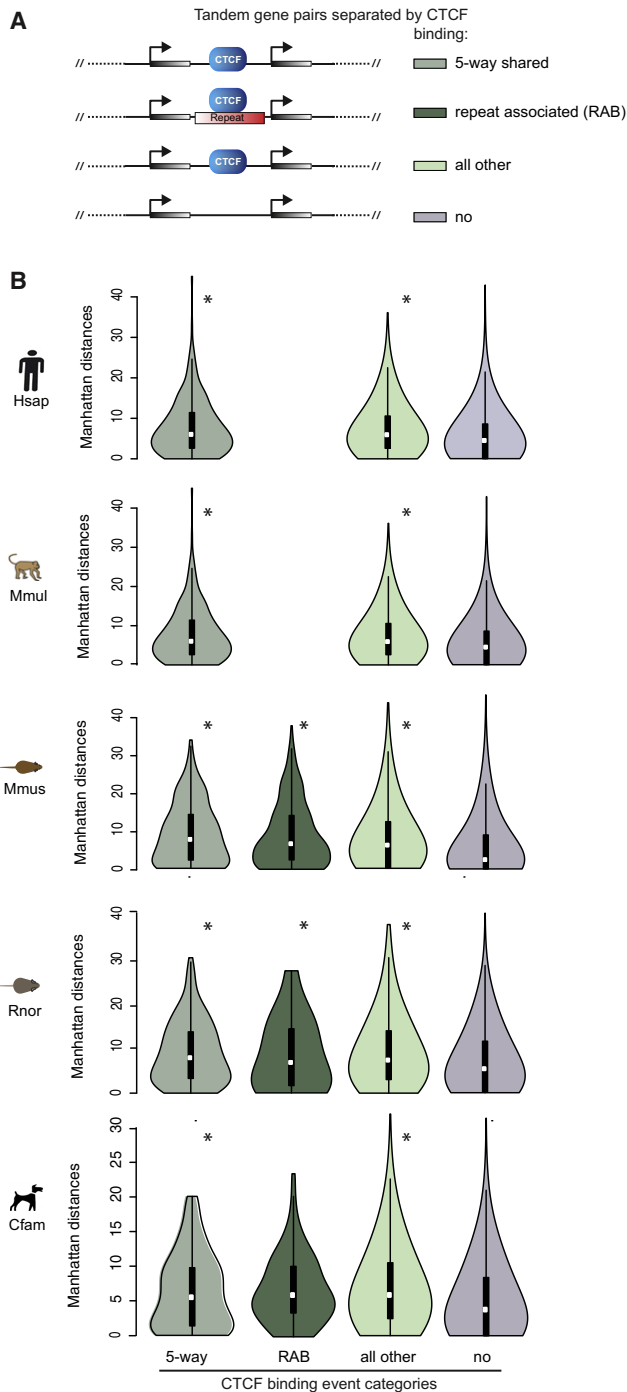 A
Tandem gene pairs separated by CTCF
binding:
// CTCF // 5-way shared
// CTCF // repeat associated (RAB)
Repeat
// CTCF // all other
// // no
B
Manhattan distances
0 10 20 30 40
* *
Hsap
Manhattan distances
0 10 20 30 40
* *
Mmul
Manhattan distances
0 10 20 30 40
* * *
Mmus
Manhattan distances
0 10 20 30 40
* * *
Rnor
Manhattan distances
0 5 10 15 20 25 30
* *
Cfam
5-way RAB all other no
CTCF binding event categories